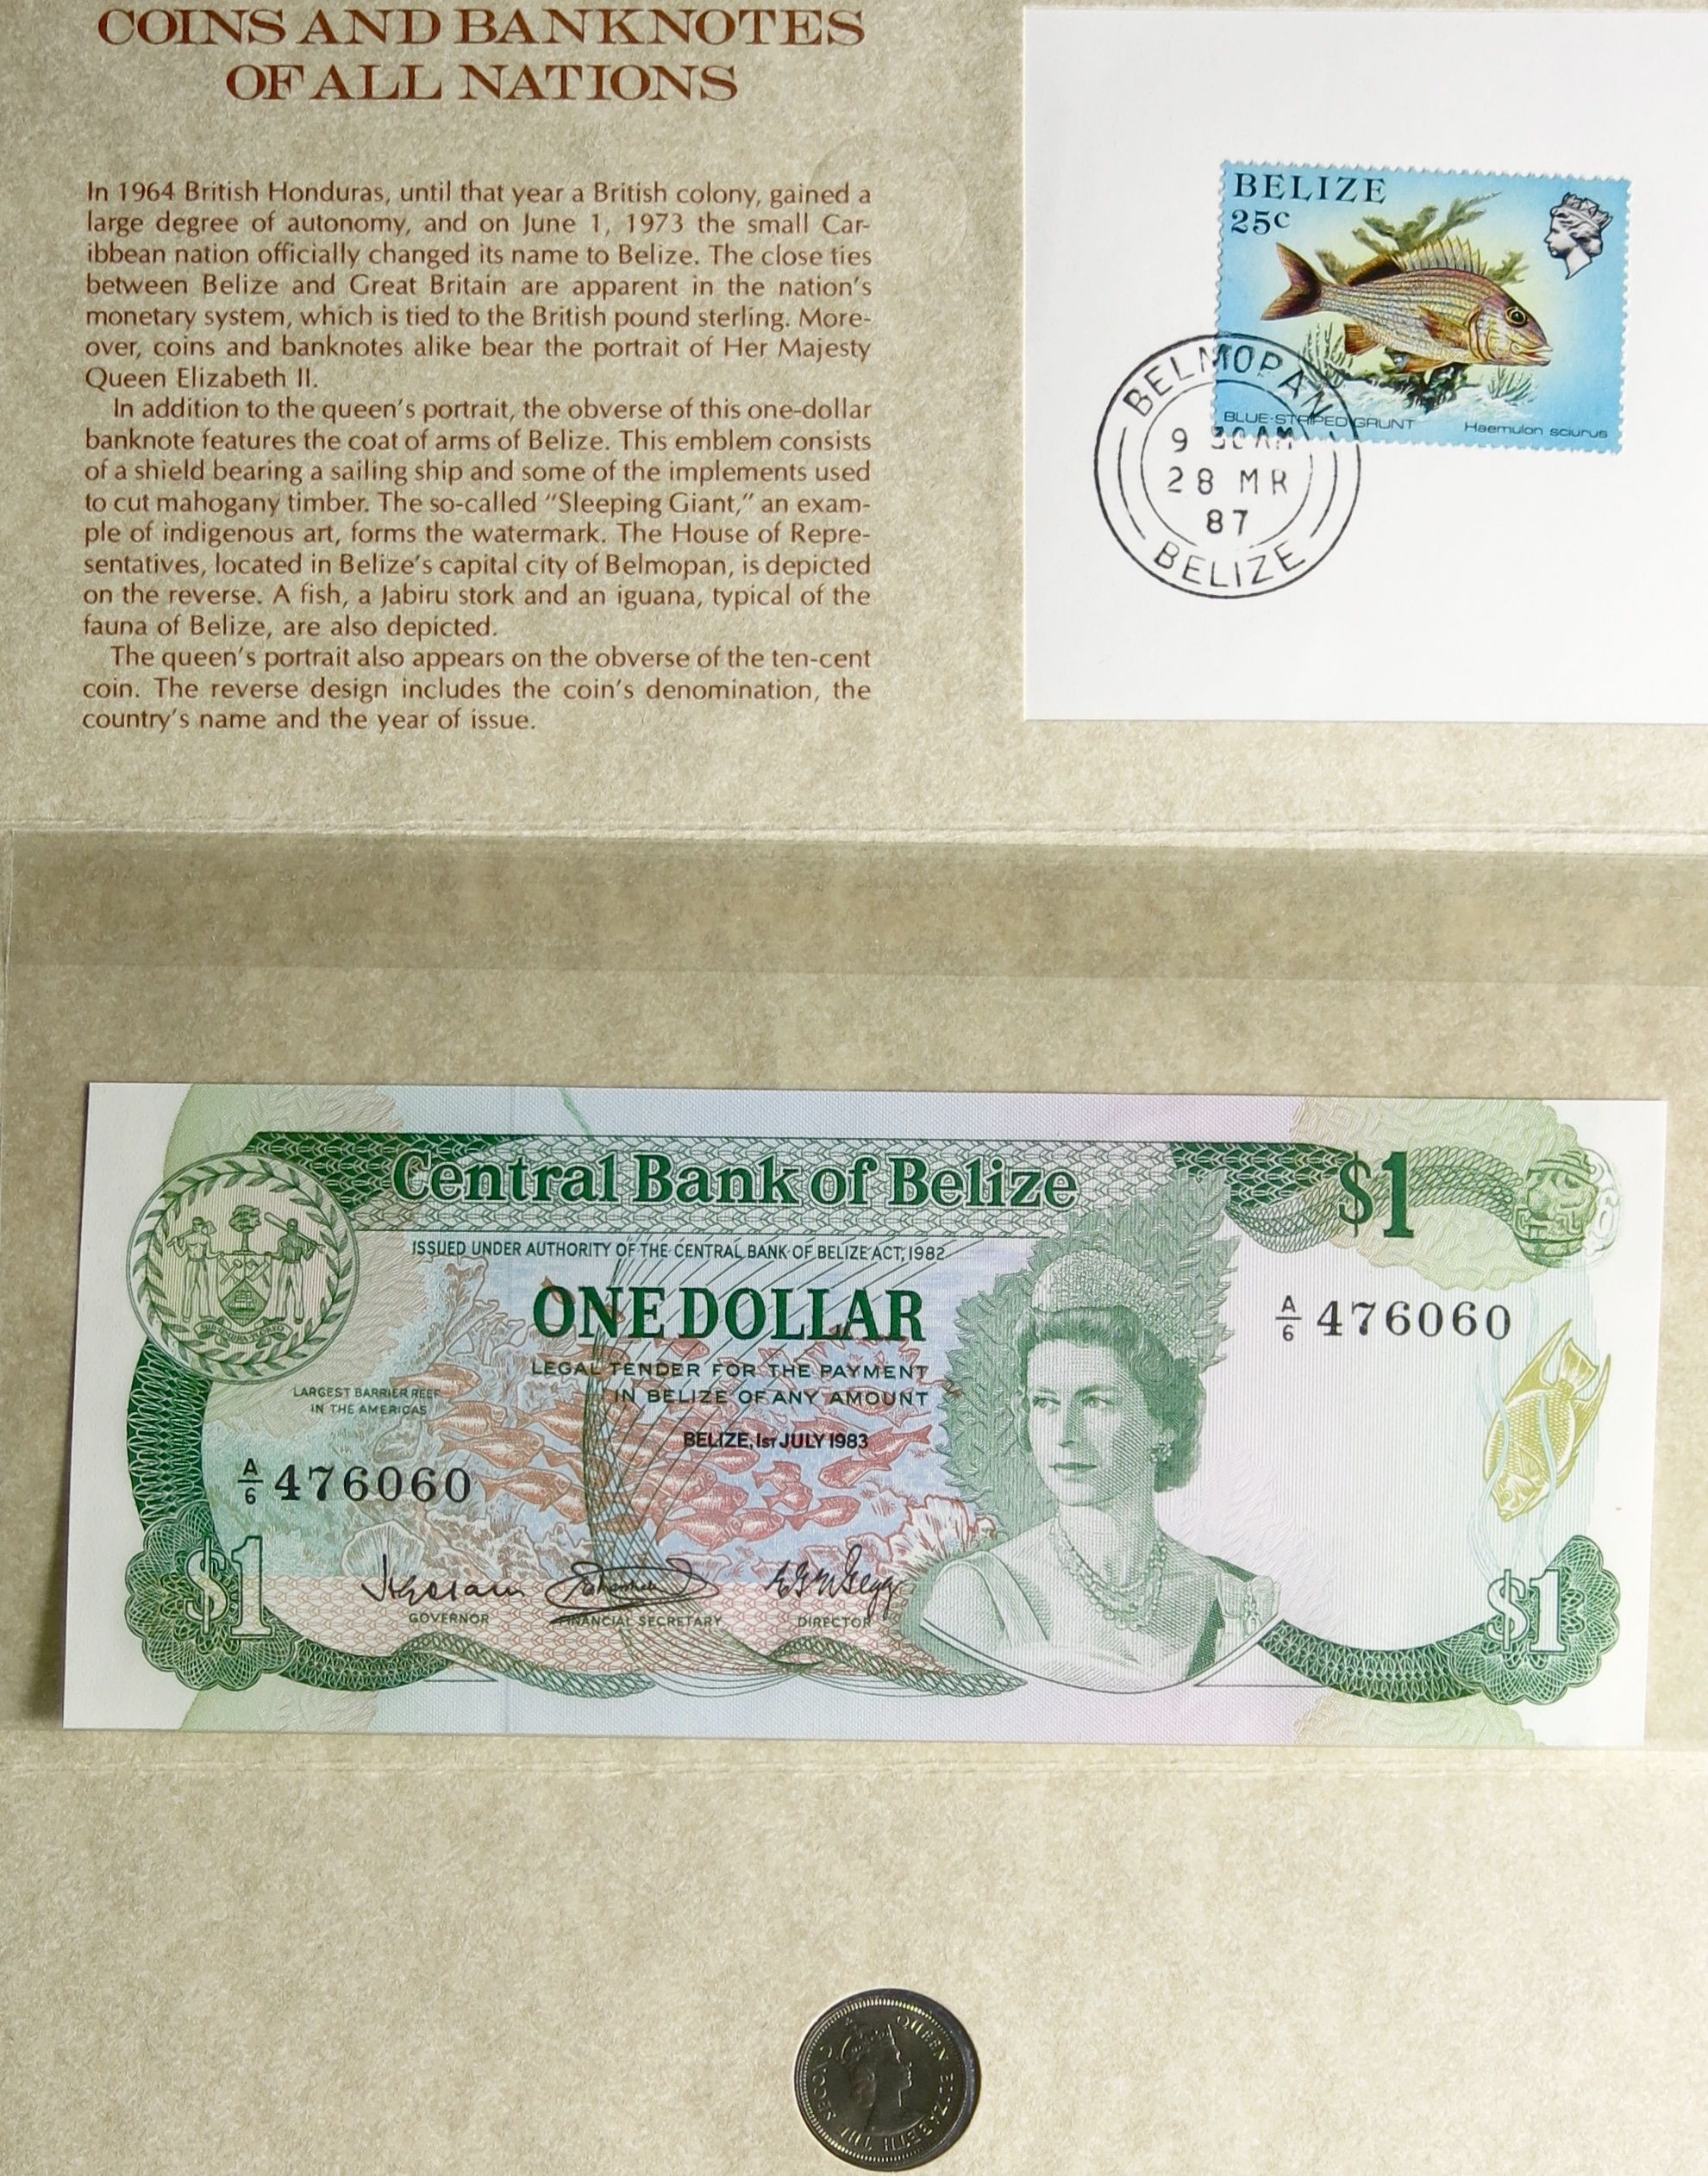 COINS AND BANKNOTES
OF ALL NATIONS
In 1964 British Honduras, until that year a British colony, gained a
large degree of autonomy, and on June 1, 1973 the small Car-
ibbean nation officially changed its name to Belize. The close ties
between Belize and Great Britain are apparent in the nation's
monetary system, which is tied to the British pound sterling. More-
over, coins and banknotes alike bear the portrait of Her Majesty
Queen Elizabeth II.
In addition to the queen's portrait, the obverse of this one-dollar
banknote features the coat of arms of Belize. This emblem consists
of a shield bearing a sailing ship and some of the implements used
to cut mahogany timber. The so-called "Sleeping Giant," an exam-
ple of indigenous art, forms the watermark. The House of Repre-
sentatives, located in Belize's capital city of Belmopan, is depicted
on the reverse. A fish, a Jabiru stork and an iguana, typical of the
fauna of Belize, are also depicted.
The queen's portrait also appears on the obverse of the ten-cent
coin. The reverse design includes the coin's denomination, the
country's name and the year of issue.
BELIZE
25c
BLUE-STRIPED GRUNT
Haemulon sciurus
BELMOPAN
9 30 AM
28 MR
87
BELIZE
Central Bank of Belize
$1
ISSUED UNDER AUTHORITY OF THE CENTRAL BANK OF BELIZE ACT, 1982
ONE DOLLAR
A/6 476060
LEGAL TENDER FOR THE PAYMENT
IN BELIZE OF ANY AMOUNT
LARGEST BARRIER REEF
IN THE AMERICAS
BELIZE, 1ST JULY 1983
A/6 476060
$1
GOVERNOR
FINANCIAL SECRETARY
DIRECTOR
$1
QUEEN ELIZABETH THE SECOND